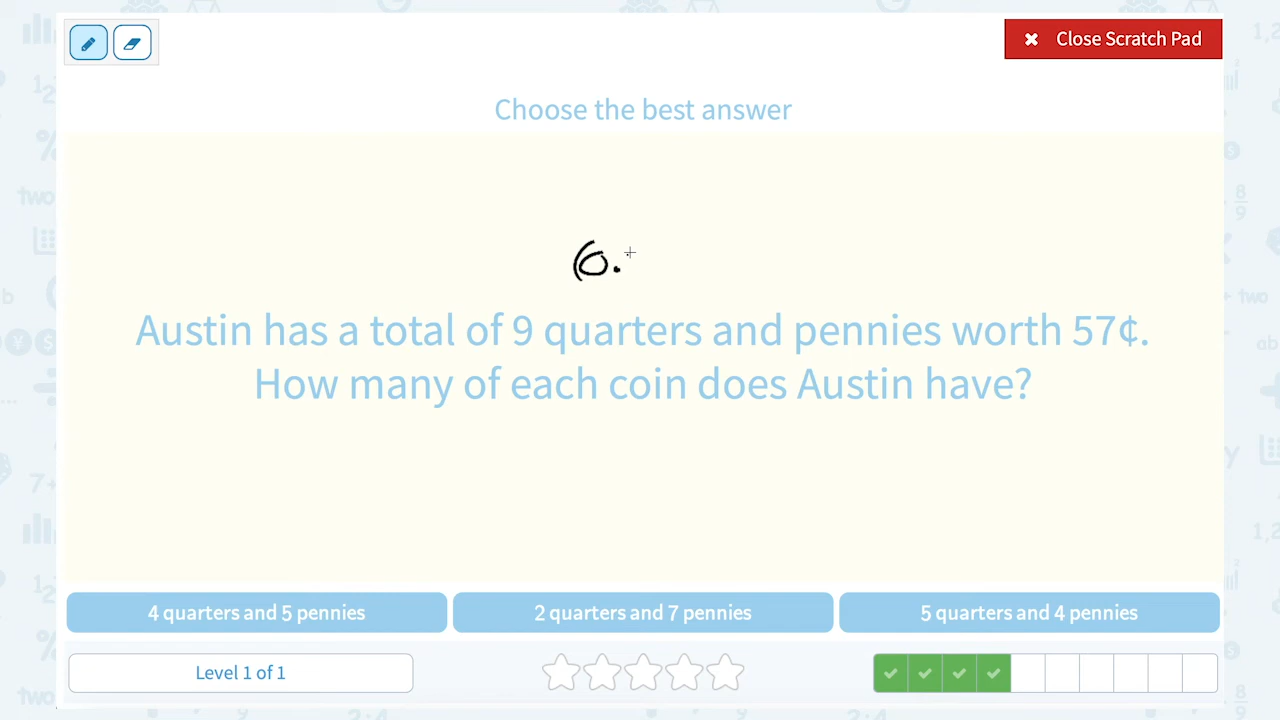 Close Scratch Pad
Choose the best answer
6.
Austin has a total of 9 quarters and pennies worth 57¢.
How many of each coin does Austin have?
4 quarters and 5 pennies
2 quarters and 7 pennies
5 quarters and 4 pennies
Level 1 of 1